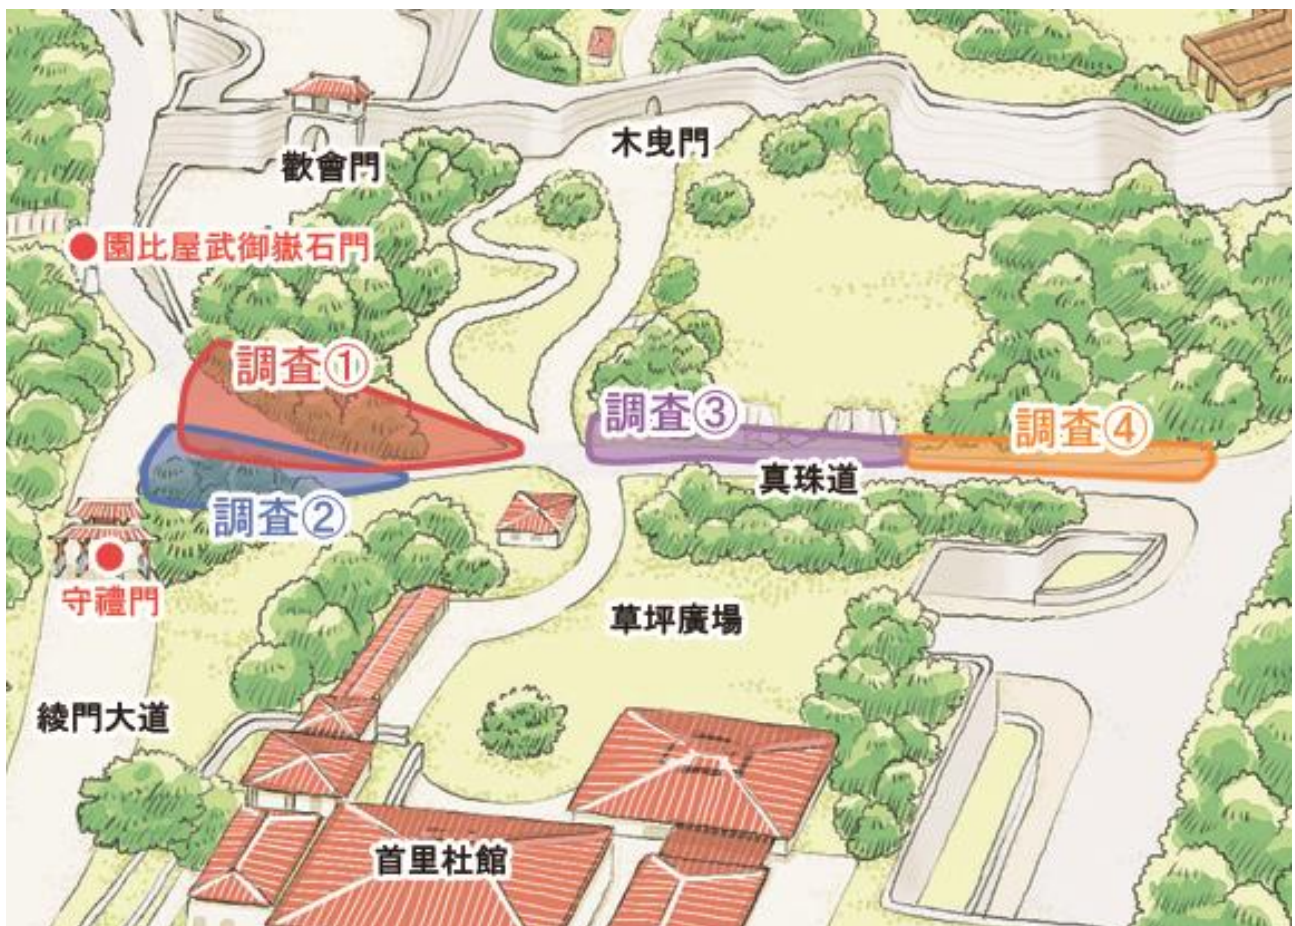 木曳門
歡會門
園比屋武御嶽石門
調査①
調査③
調査④
真珠道
調査②
守禮門
草坪廣場
綾門大道
首里杜館